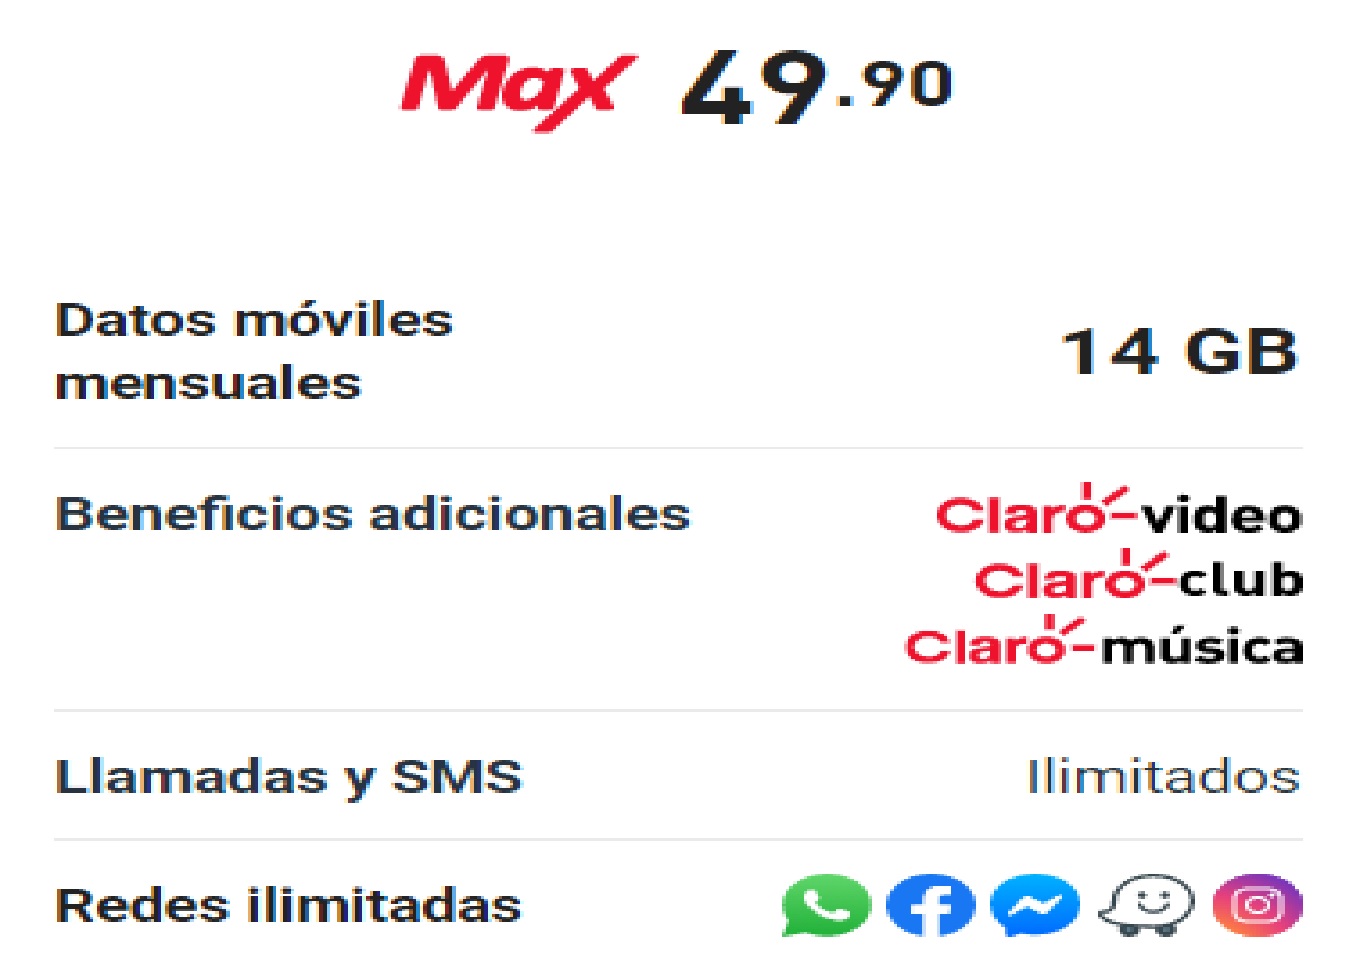 Max 49.90
Datos móviles
mensuales
14 GB
Beneficios adicionales
Claro-video
Claro-club
Claro-música
Llamadas y SMS
Ilimitados
Redes ilimitadas